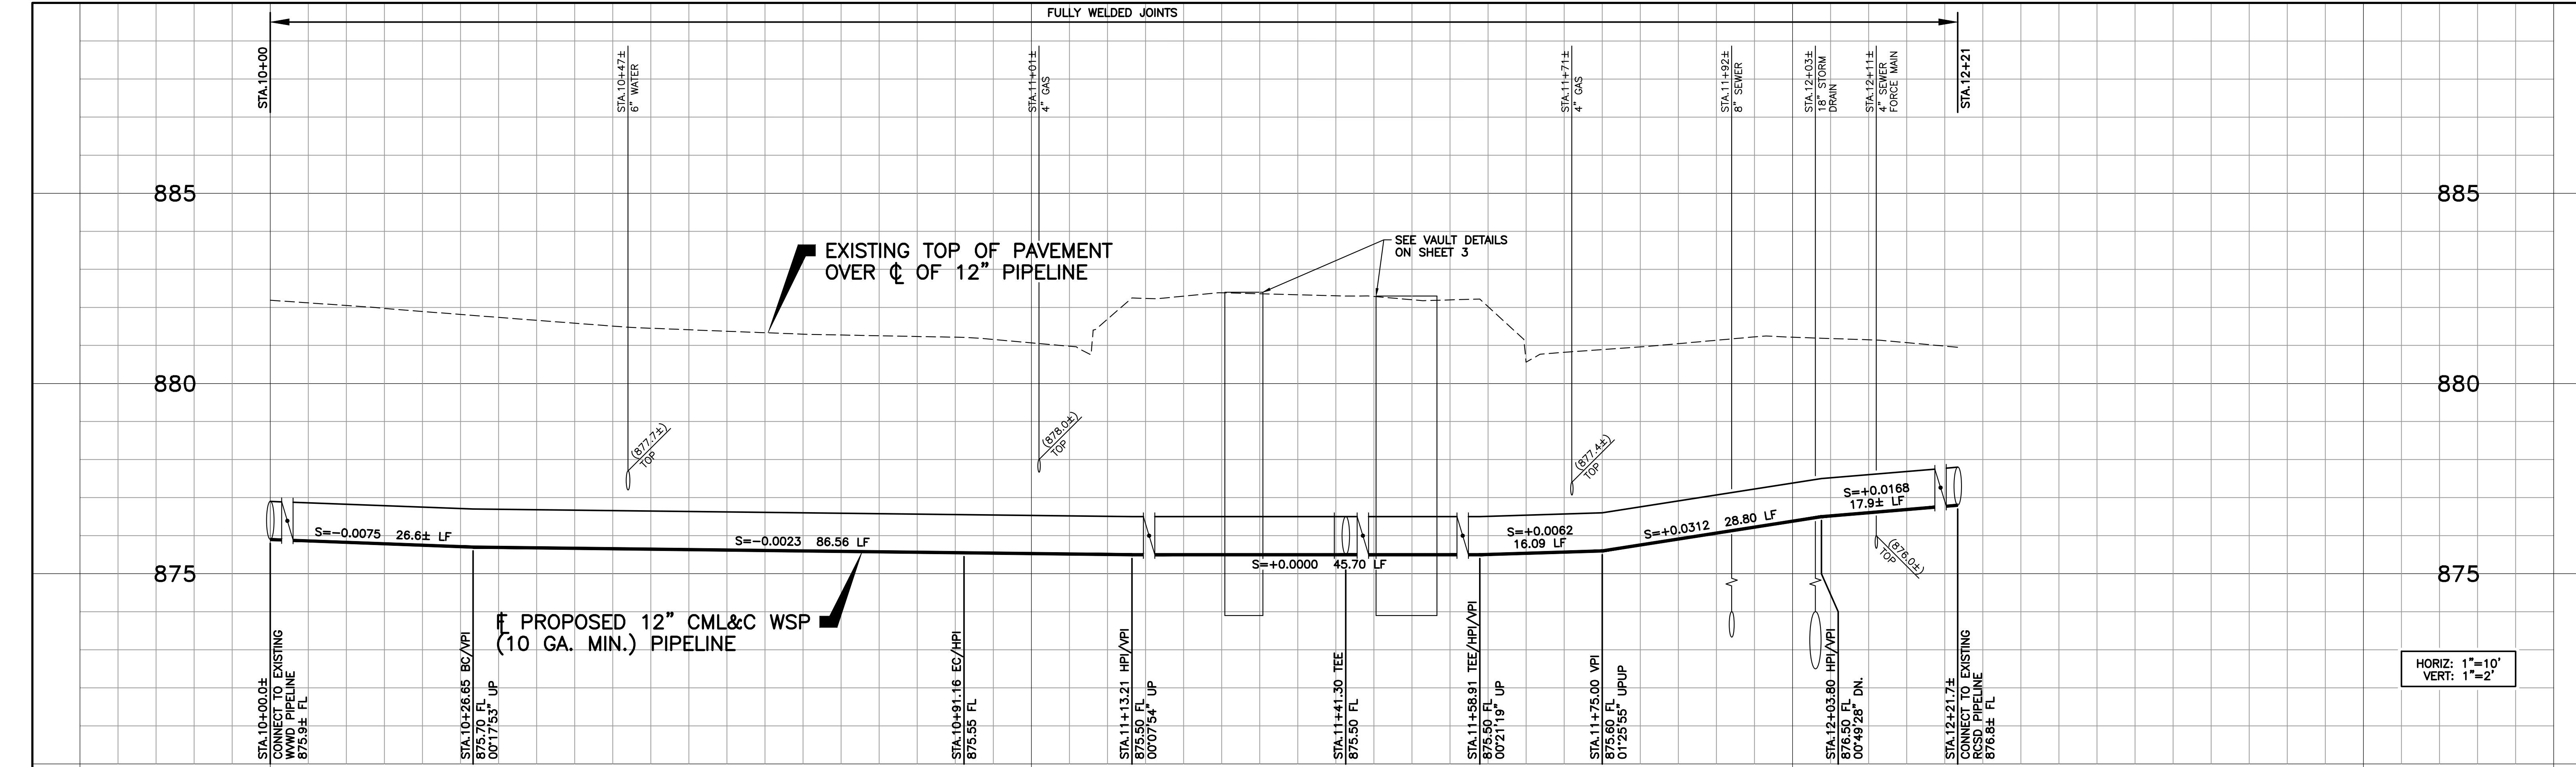 FULLY WELDED JOINTS
STA.10+00
STA.10+47±
6" WATER
STA.11+01±
4" GAS
STA.11+71±
4" GAS
STA.11+92±
8" SEWER
STA.12+03±
18" STORM
DRAIN
STA.12+11±
4" SEWER
FORCE MAIN
STA.12+21
885
885
EXISTING TOP OF PAVEMENT
OVER ℄ OF 12" PIPELINE
SEE VAULT DETAILS
ON SHEET 3
880
880
(877.7±)
TOP
(878.0±)
TOP
(877.4±)
TOP
S=-0.0075 26.6± LF
S=-0.0023 86.56 LF
S=+0.0000 45.70 LF
S=+0.0062
16.09 LF
S=+0.0312 28.80 LF
S=+0.0168
17.9± LF
(876.0±)
TOP
875
875
FL PROPOSED 12" CML&C WSP
(10 GA. MIN.) PIPELINE
STA.10+00.0±
CONNECT TO EXISTING
WVWD PIPELINE
875.9± FL
STA.10+26.65 BC/VPI
875.70 FL
00°17'53" UP
STA.10+91.16 EC/HPI
875.55 FL
STA.11+13.21 HPI/VPI
875.50 FL
00°07'54" UP
STA.11+41.30 TEE
875.50 FL
STA.11+58.91 TEE/HPI/VPI
875.50 FL
00°21'19" UP
STA.11+75.00 VPI
875.60 FL
01°25'55" UPUP
STA.12+03.80 HPI/VPI
876.50 FL
00°49'28" DN.
STA.12+21.7±
CONNECT TO EXISTING
RCSD PIPELINE
876.8± FL
HORIZ: 1"=10'
VERT: 1"=2'